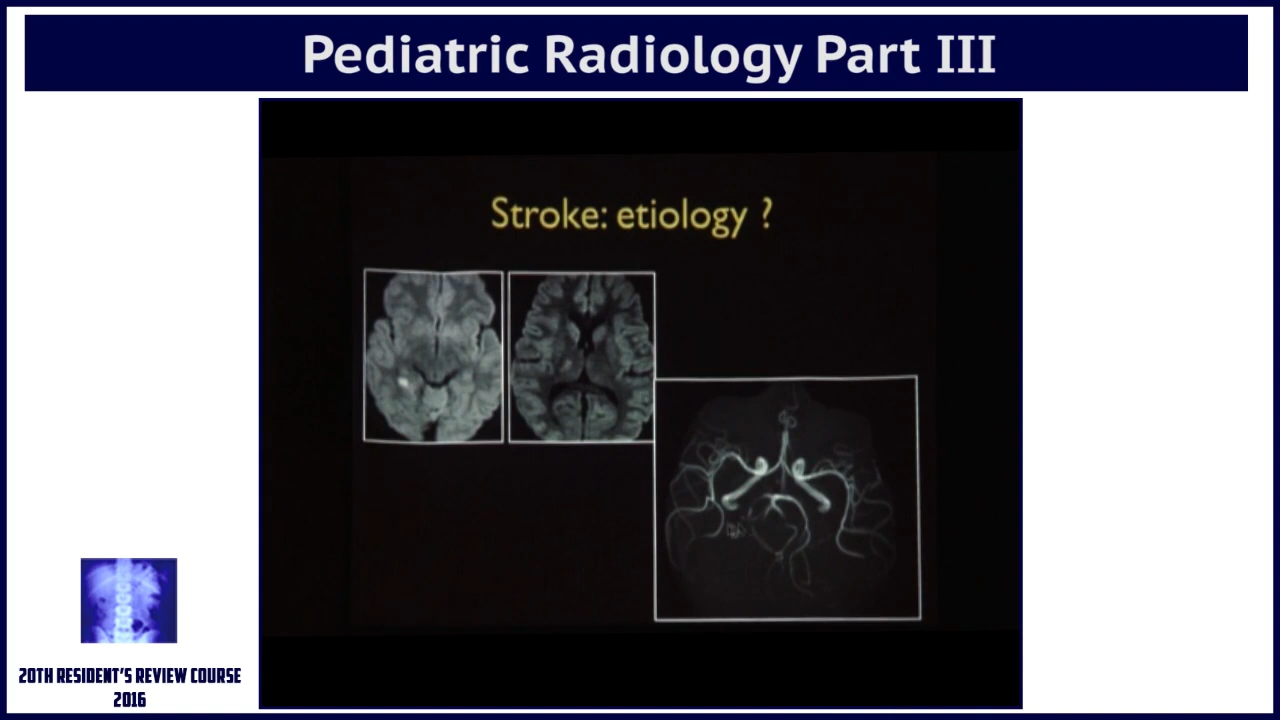 Pediatric Radiology Part III
Stroke: etiology ?
20TH RESIDENT'S REVIEW COURSE
2016